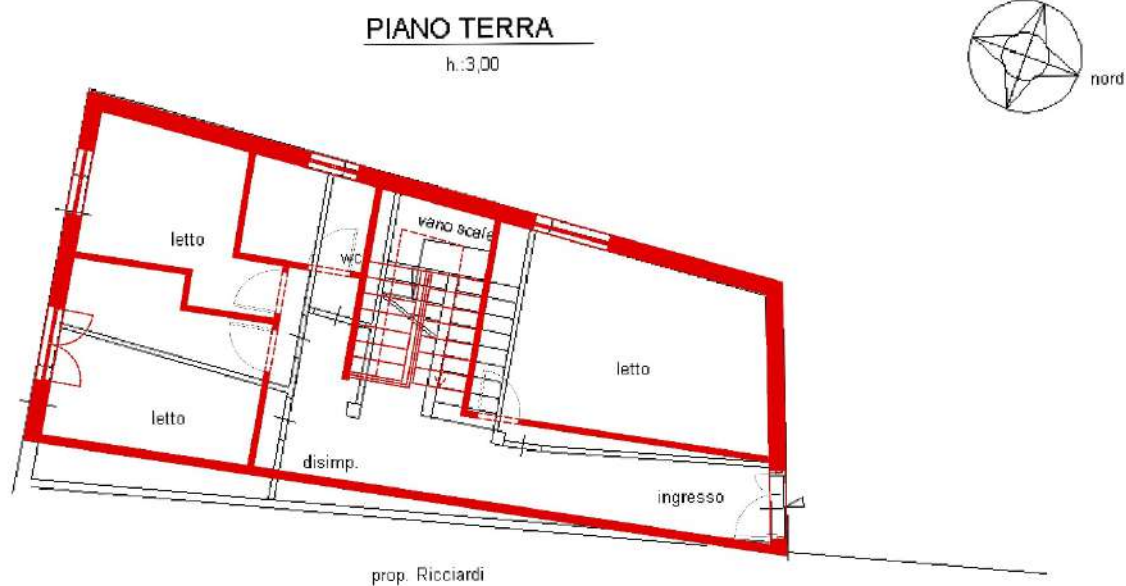 PIANO TERRA
h.:3,00
nord
vano scale
letto
wc
letto
letto
disimp.
ingresso
prop. Ricciardi